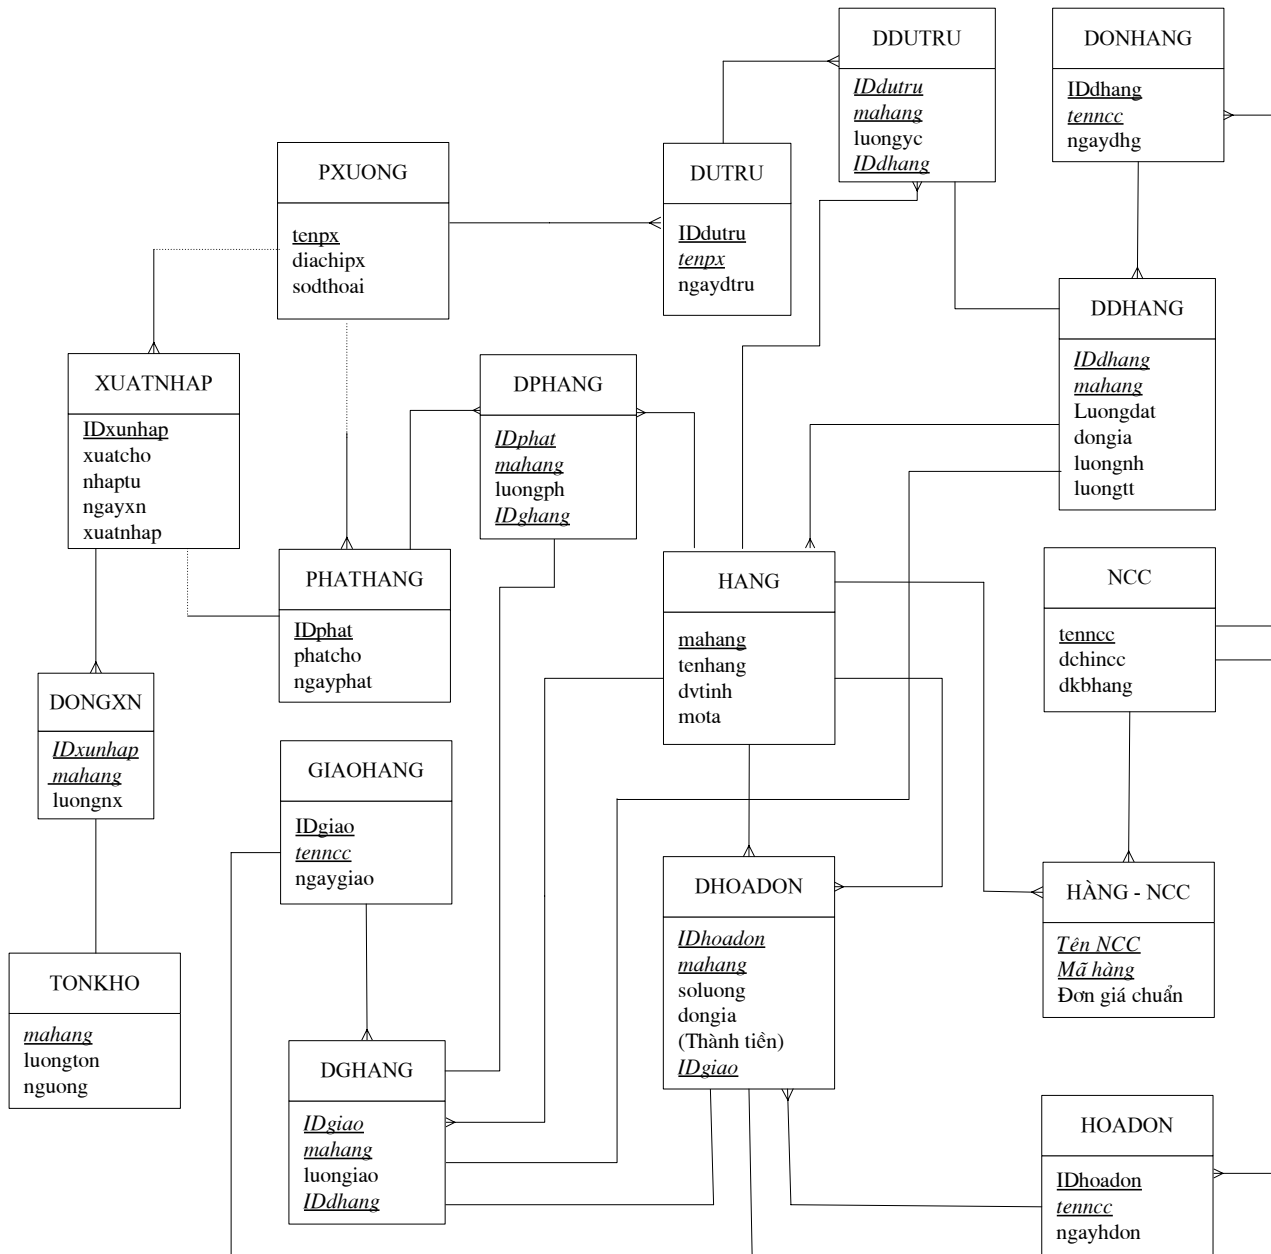 DDUTRU
IDdutru
mahang
luongyc
IDdhang
DONHANG
IDdhang
tenncc
ngaydhg
PXUONG
tenpx
diachipx
sodthoai
DUTRU
IDdutru
tenpx
ngaydtru
DDHANG
IDdhang
mahang
Luongdat
dongia
luongnh
luongtt
XUATNHAP
IDxunhap
xuatcho
nhaptu
ngayxn
xuatnhap
DPHANG
IDphat
mahang
luongph
IDghang
PHATHANG
IDphat
phatcho
ngayphat
HANG
mahang
tenhang
dvtinh
mota
NCC
tenncc
dchincc
dkbhang
DONGXN
IDxunhap
mahang
luongnx
GIAOHANG
IDgiao
tenncc
ngaygiao
DHOADON
IDhoadon
mahang
soluong
dongia
(Thành tiền)
IDgiao
HÀNG - NCC
Tên NCC
Mã hàng
Đơn giá chuẩn
TONKHO
mahang
luongton
nguong
DGHANG
IDgiao
mahang
luongiao
IDdhang
HOADON
IDhoadon
tenncc
ngayhdon